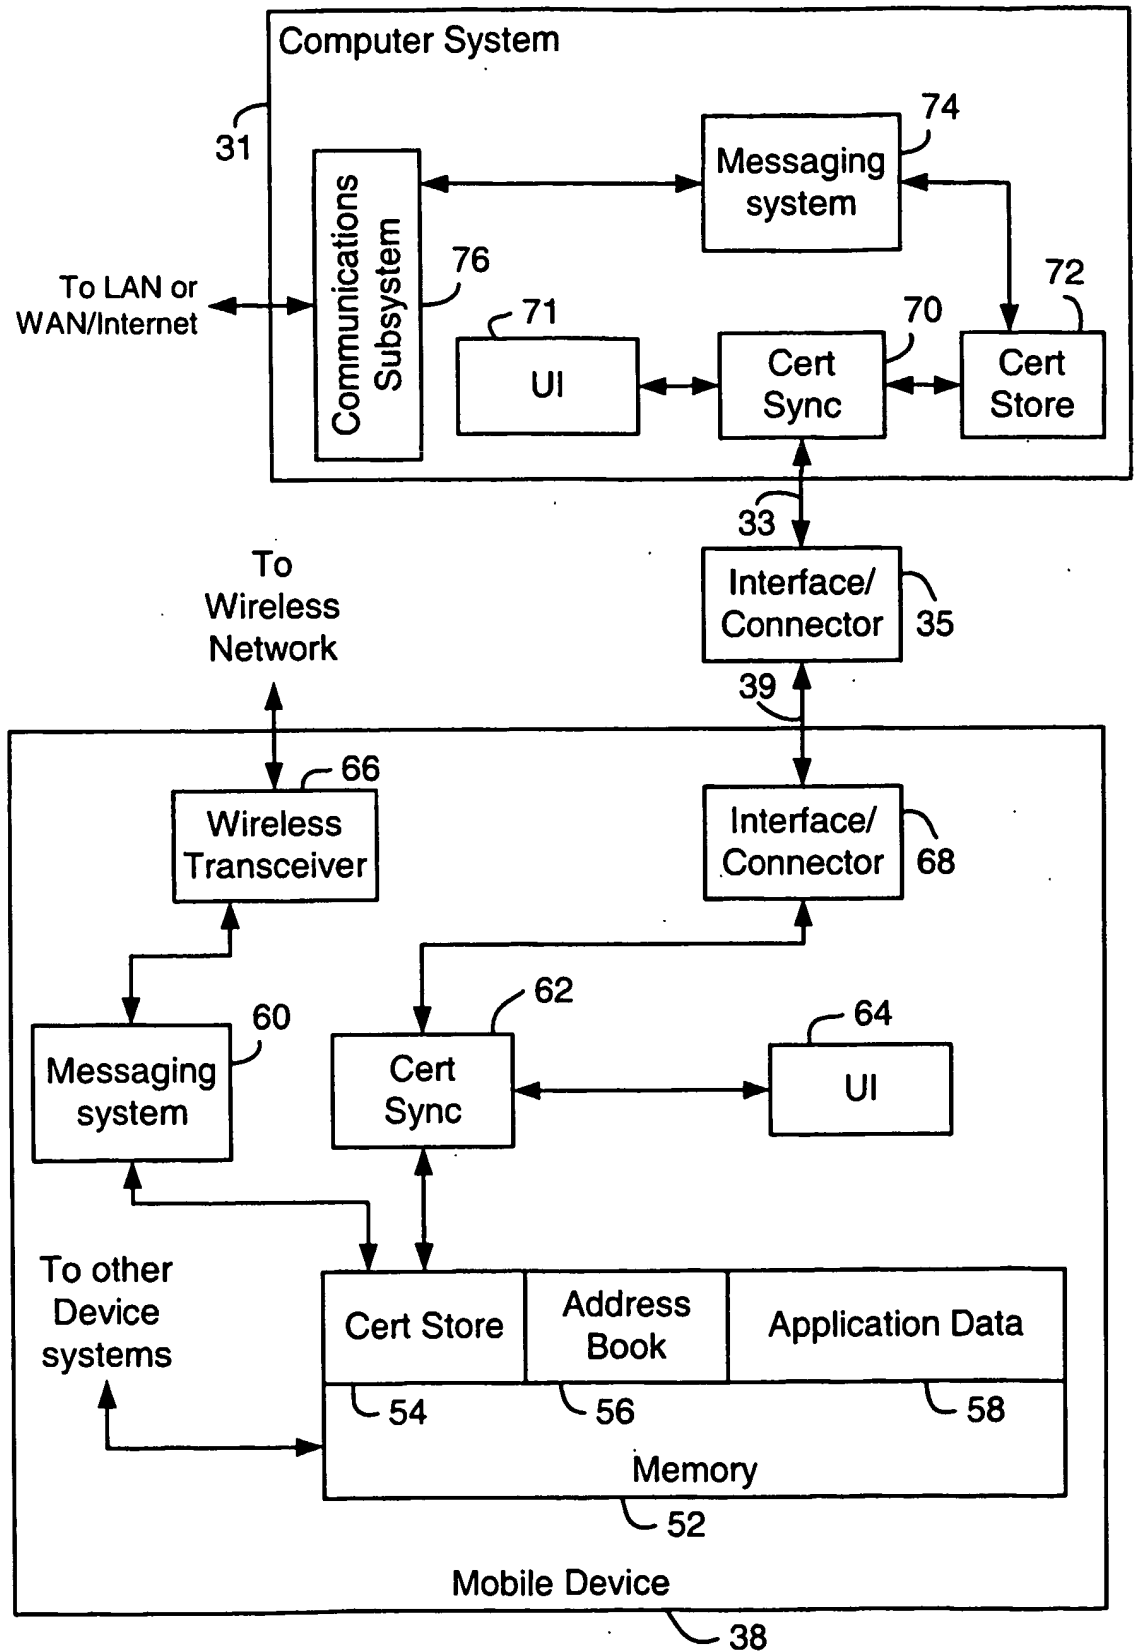 Computer System
31
74
Messaging
system
Communications
Subsystem
76
To LAN or
WAN/Internet
71
UI
70
Cert
Sync
72
Cert
Store
33
Interface/
Connector
35
To
Wireless
Network
39
66
Wireless
Transceiver
Interface/
Connector
68
60
Messaging
system
62
Cert
Sync
64
UI
To other
Device
systems
Cert Store
Address
Book
Application Data
54
56
58
Memory
52
Mobile Device
38